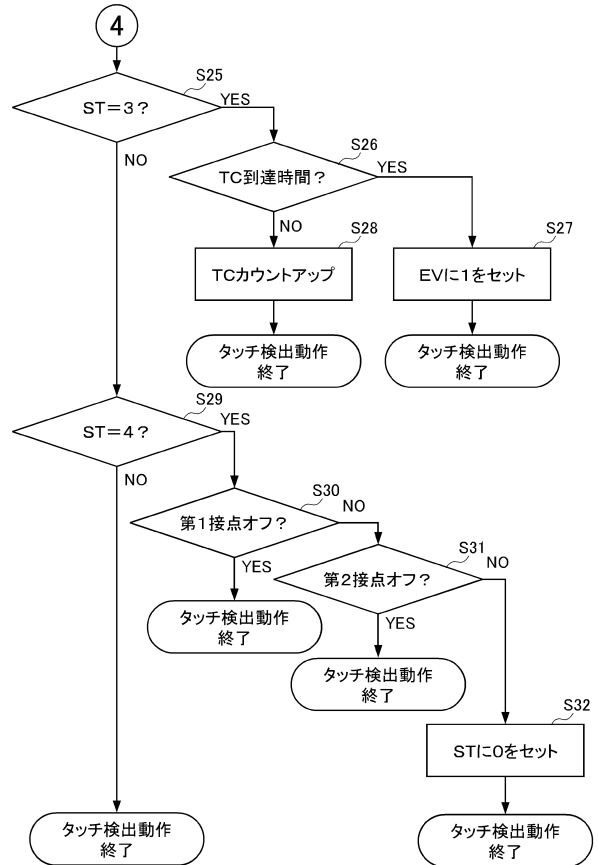 4
S25
ST=3?
YES
NO
S26
TC到達時間?
YES
NO
S28
TCカウントアップ
S27
EVに1をセット
タッチ検出動作
終了
タッチ検出動作
終了
S29
ST=4?
YES
NO
S30
第1接点オフ?
NO
YES
S31
第2接点オフ?
NO
YES
タッチ検出動作
終了
タッチ検出動作
終了
S32
STに0をセット
タッチ検出動作
終了
タッチ検出動作
終了